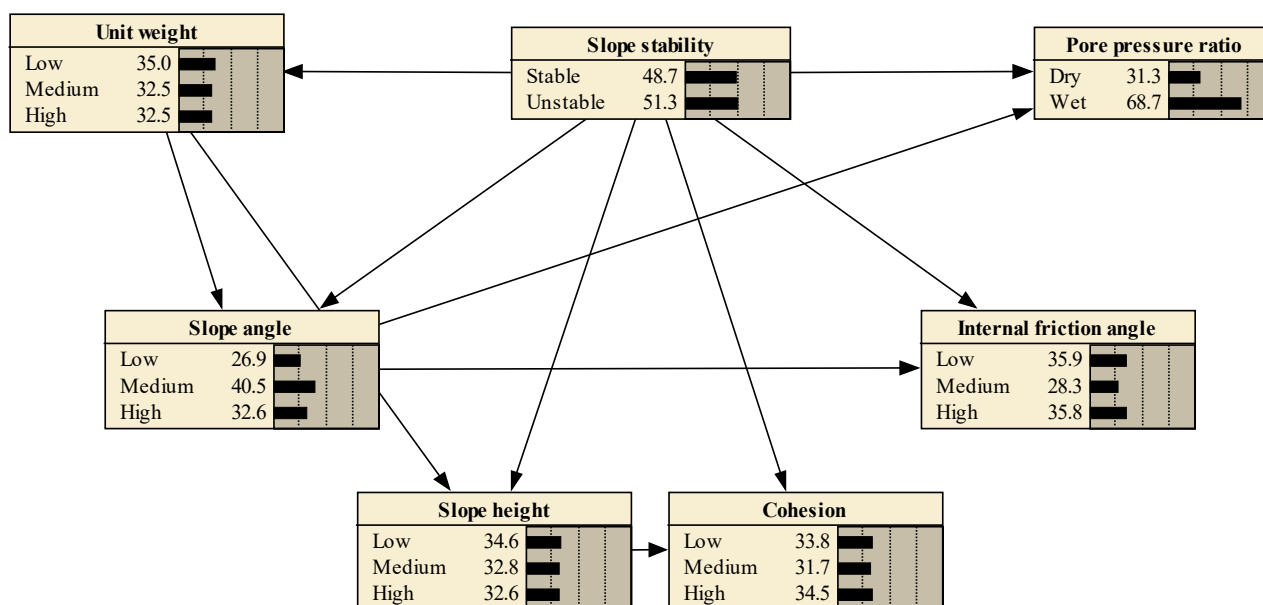 Unit weight
Low 35.0
Medium 32.5
High 32.5
Slope stability
Stable 48.7
Unstable 51.3
Pore pressure ratio
Dry 31.3
Wet 68.7
Slope angle
Low 26.9
Medium 40.5
High 32.6
Internal friction angle
Low 35.9
Medium 28.3
High 35.8
Slope height
Low 34.6
Medium 32.8
High 32.6
Cohesion
Low 33.8
Medium 31.7
High 34.5